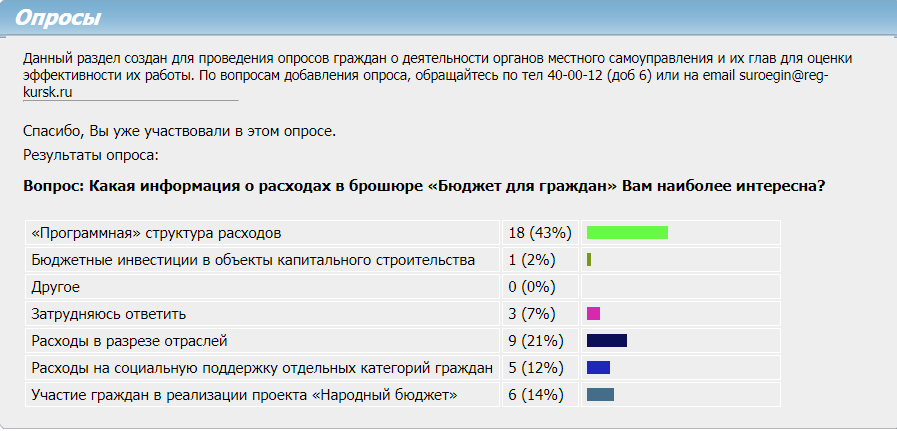 Опросы
Данный раздел создан для проведения опросов граждан о деятельности органов местного самоуправления и их глав для оценки
эффективности их работы. По вопросам добавления опроса, обращайтесь по тел 40-00-12 (доб 6) или на email suroegin@reg-
kursk.ru
Спасибо, Вы уже участвовали в этом опросе.
Результаты опроса:
Вопрос: Какая информация о расходах в брошюре «Бюджет для граждан» Вам наиболее интересна?
«Программная» структура расходов 18 (43%)
Бюджетные инвестиции в объекты капитального строительства 1 (2%)
Другое 0 (0%)
Затрудняюсь ответить 3 (7%)
Расходы в разрезе отраслей 9 (21%)
Расходы на социальную поддержку отдельных категорий граждан 5 (12%)
Участие граждан в реализации проекта «Народный бюджет» 6 (14%)